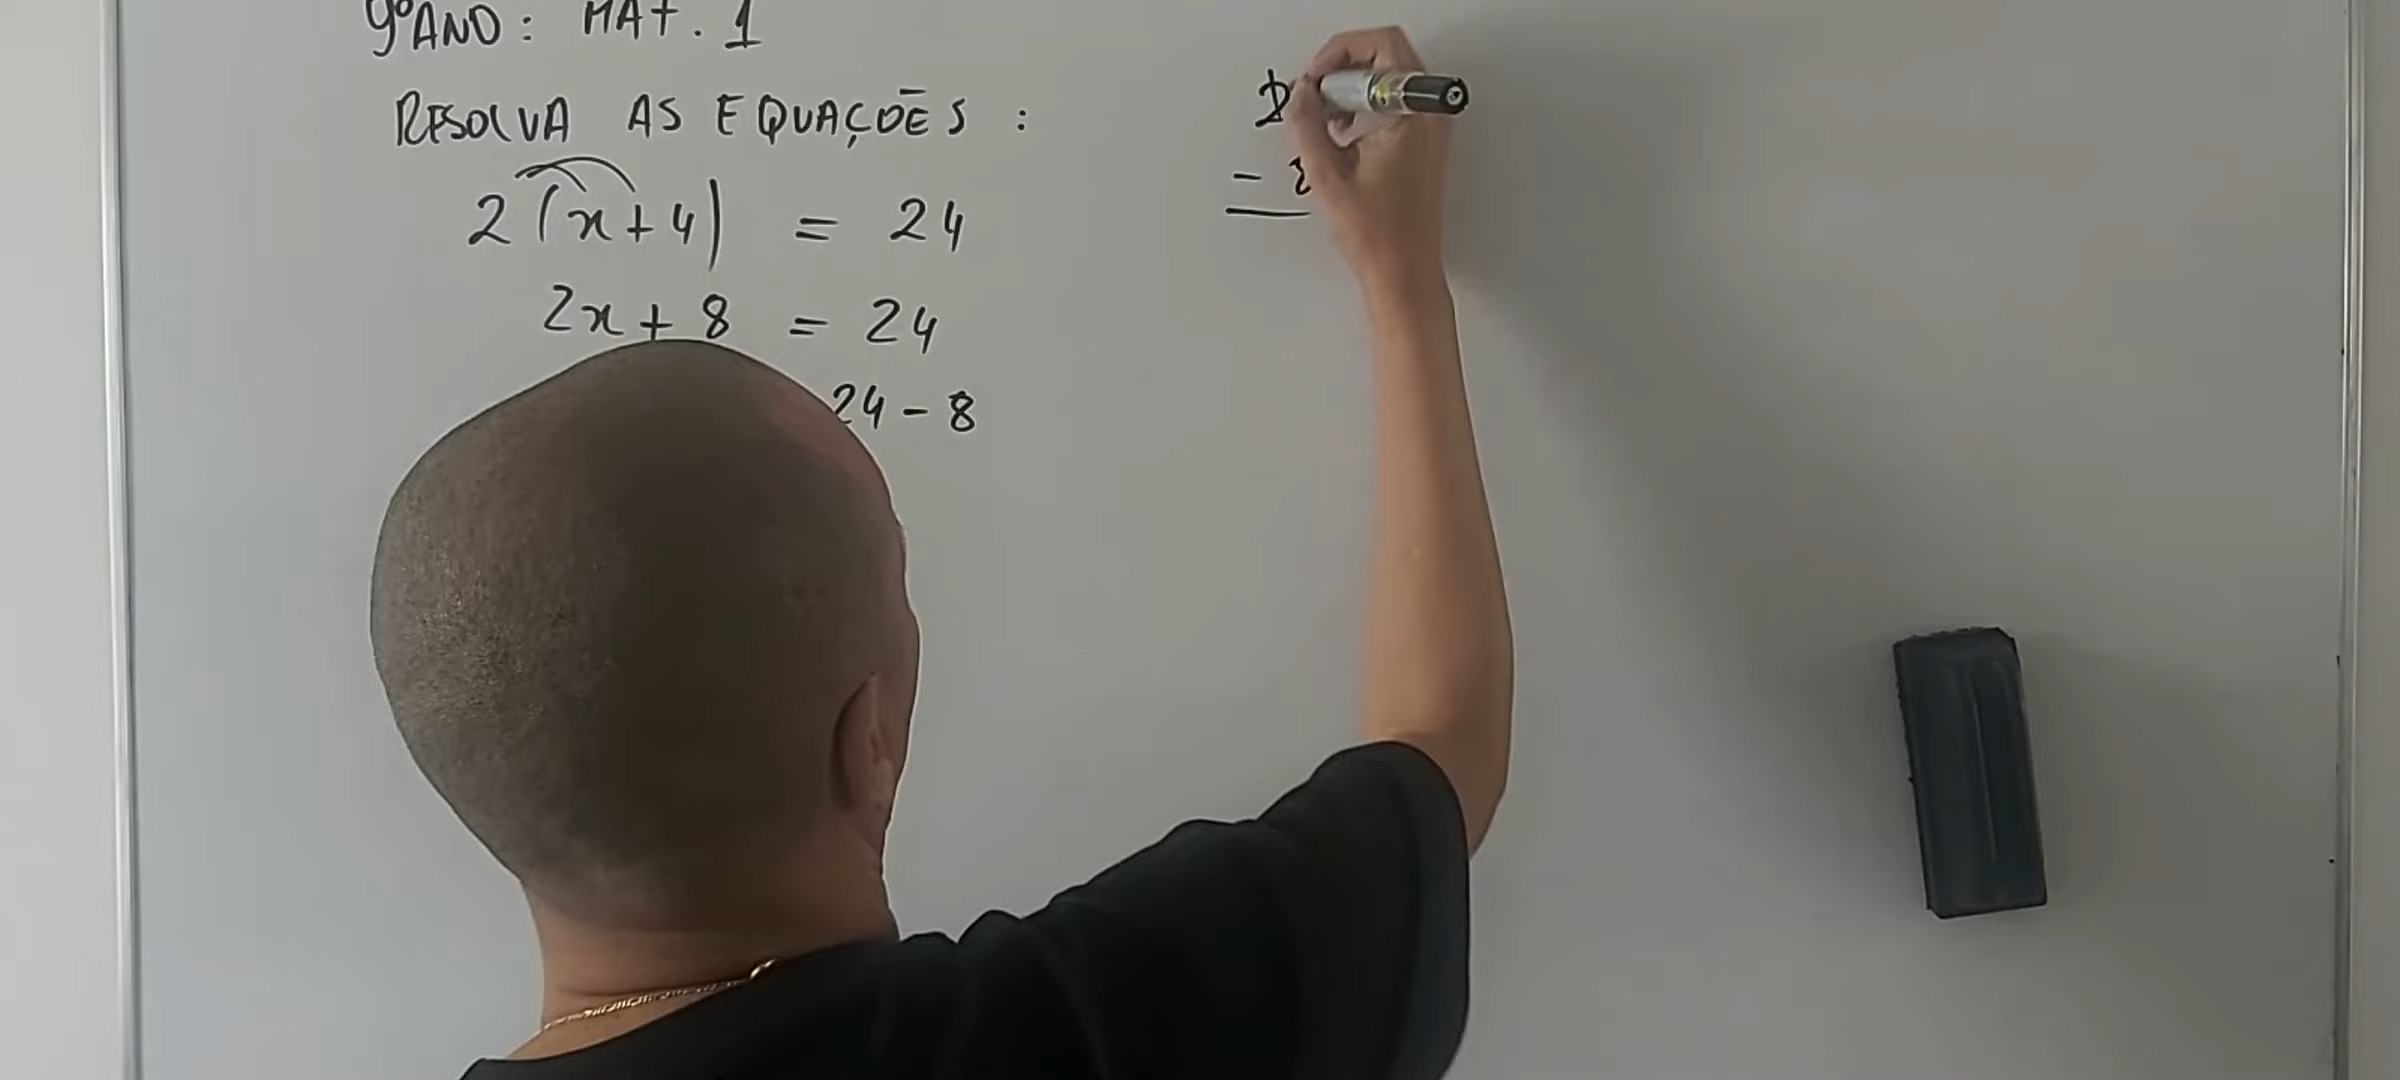 9º ANO: MAT. 1
RESOLVA AS EQUAÇÕES:
2(x+4) = 24
2x + 8 = 24
24 - 8